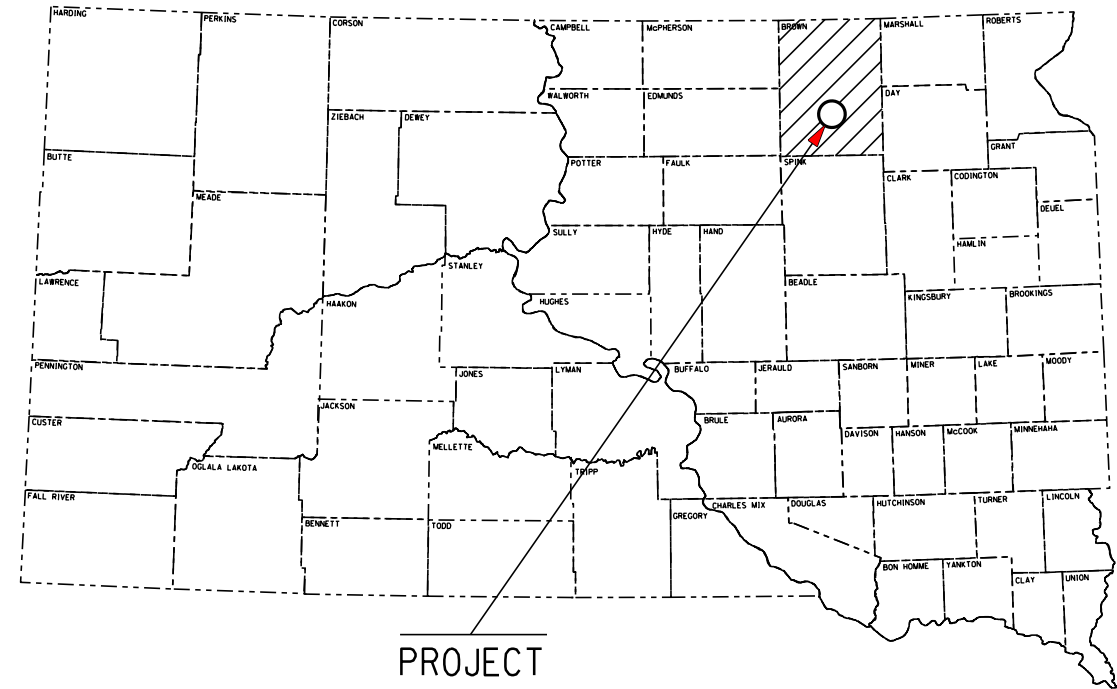 HARDING
PERKINS
CORSON
CAMPBELL
McPHERSON
BROWN
MARSHALL
ROBERTS
WALWORTH
EDMUNDS
DAY
ZIEBACH
DEWEY
GRANT
BUTTE
POTTER
FAULK
SPINK
CLARK
CODINGTON
MEADE
DEUEL
SULLY
HYDE
HAND
HAMLIN
STANLEY
LAWRENCE
BEADLE
KINGSBURY
BROOKINGS
HAAKON
HUGHES
PENNINGTON
JONES
LYMAN
BUFFALO
JERAULD
SANBORN
MINER
LAKE
MOODY
JACKSON
CUSTER
BRULE
AURORA
DAVISON
HANSON
McCOOK
MINNEHAHA
MELLETTE
OGLALA LAKOTA
TRIPP
FALL RIVER
GREGORY
CHARLES MIX
DOUGLAS
HUTCHINSON
TURNER
LINCOLN
BENNETT
TODD
BON HOMME
YANKTON
CLAY
UNION
PROJECT